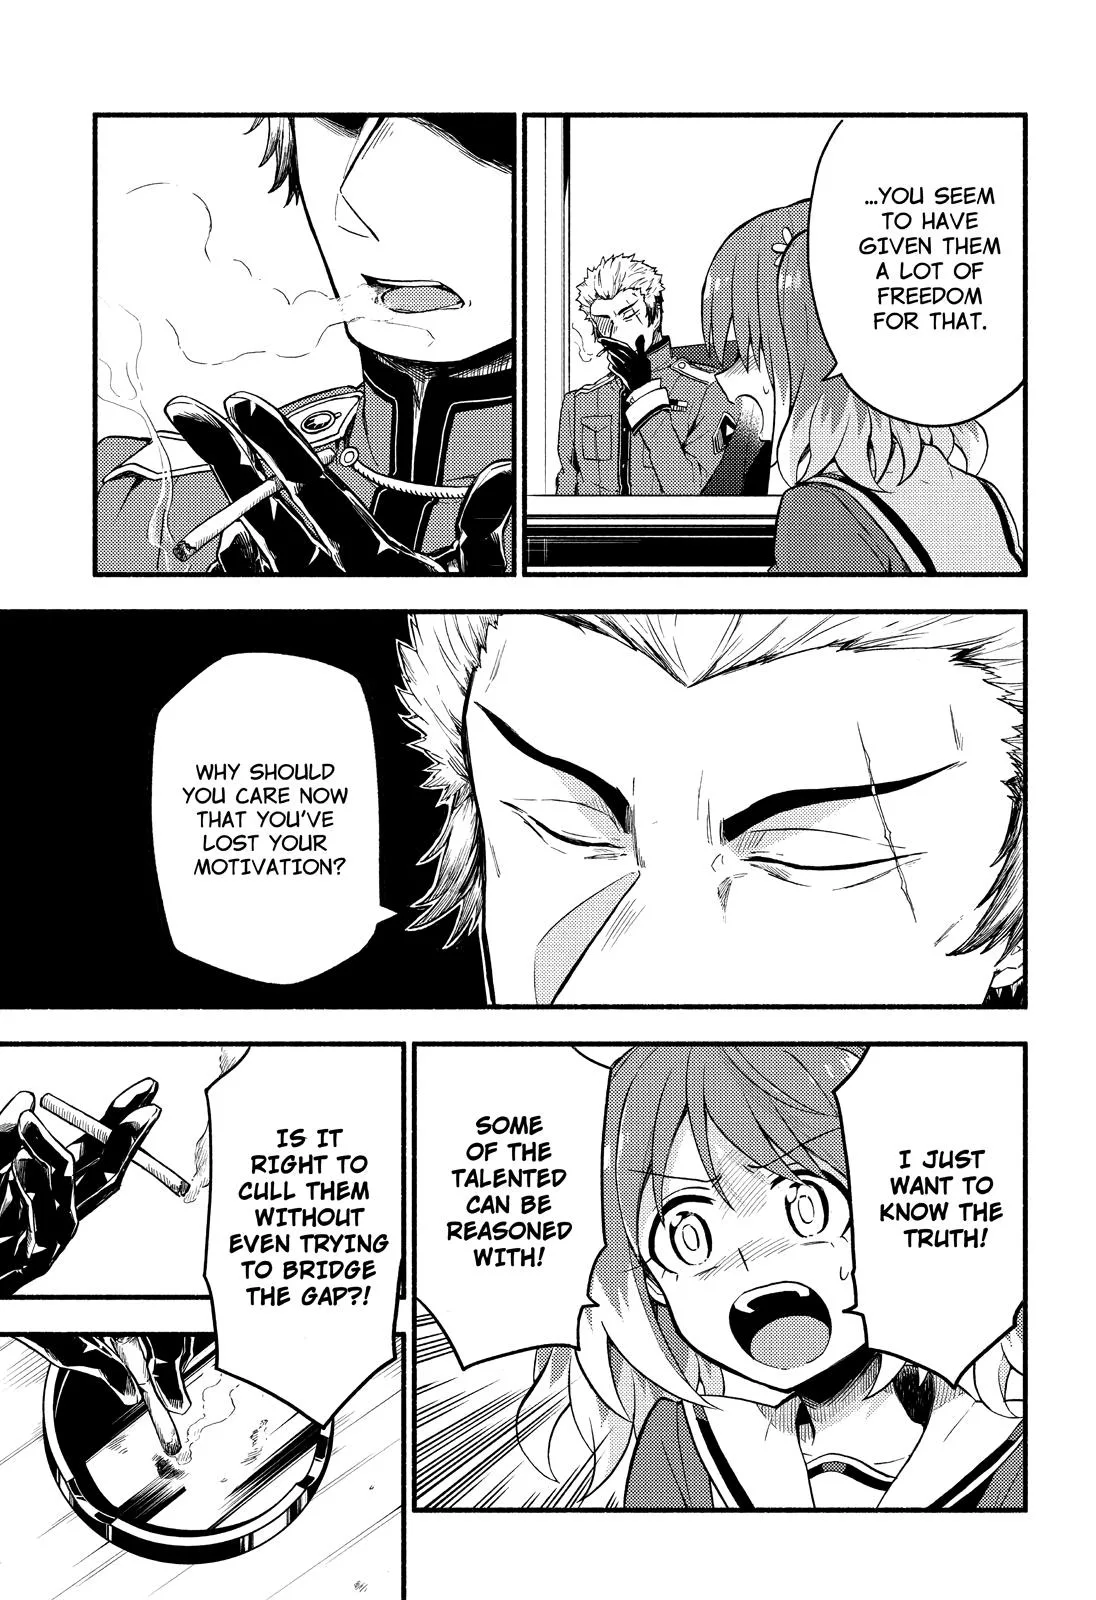 …YOU SEEM
TO HAVE
GIVEN THEM
A LOT OF
FREEDOM
FOR THAT.
WHY SHOULD
YOU CARE NOW
THAT YOU'VE
LOST YOUR
MOTIVATION?
I JUST
WANT TO
KNOW THE
TRUTH!
SOME
OF THE
TALENTED
CAN BE
REASONED
WITH!
IS IT
RIGHT TO
CULL THEM
WITHOUT
EVEN TRYING
TO BRIDGE
THE GAP?!